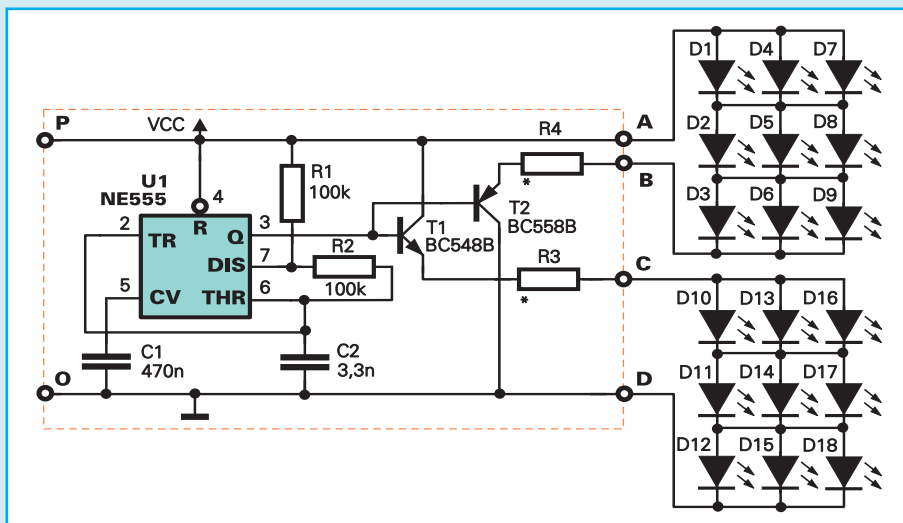 D1 D4 D7
P VCC A
R4
D2 D5 D8
U1
NE555 4 R1
100k
B
*
T2
BC558B
D3 D6 D9
2 TR R Q 3
T1
BC548B
7 DIS R2
100k
R3 C
*
5 CV THR 6
D10 D13 D16
C1
470n
C2
3,3n
O D
D11 D14 D17
D12 D15 D18